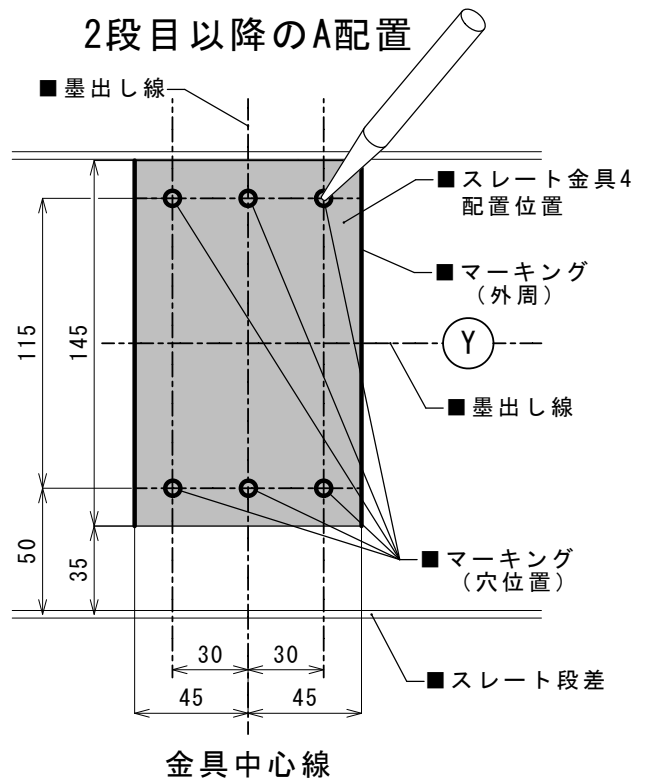 2段目以降のA配置
■墨出し線
■スレート金具4
配置位置
■マーキング
（外周）
115
145
Y
■墨出し線
50
35
■マーキング
（穴位置）
30
30
■スレート段差
45
45
金具中心線